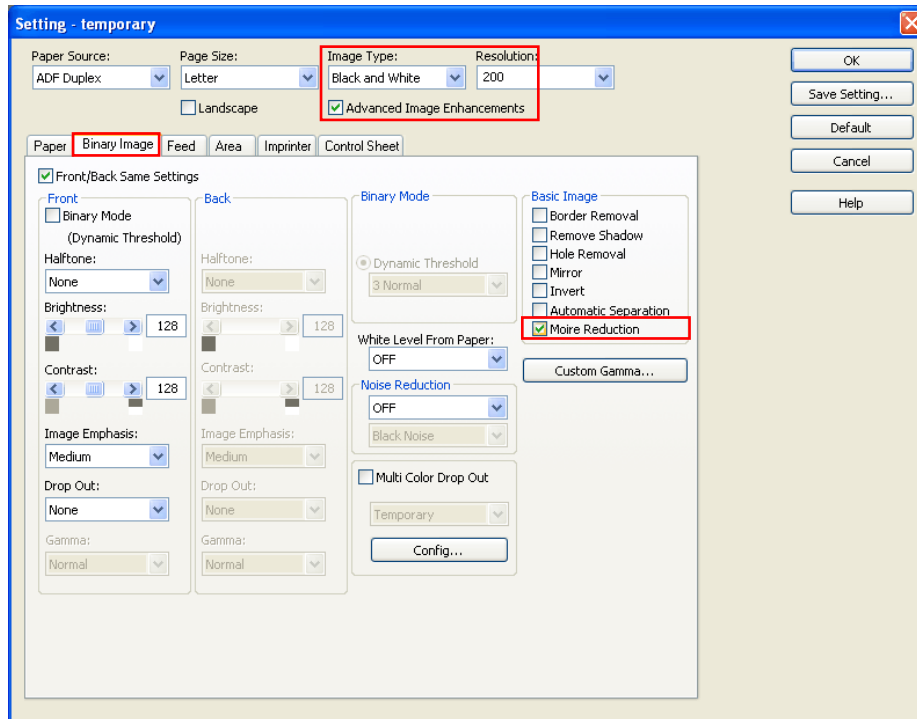 Setting - temporary
Paper Source: Page Size: Image Type: Resolution:
ADF Duplex Letter Black and White 200 OK
Landscape Advanced Image Enhancements Save Setting...
Default
Paper Binary Image Feed Area Imprinter Control Sheet
Cancel
Front/Back Same Settings
Help
Front Back Binary Mode Basic Image
Binary Mode Border Removal
(Dynamic Threshold) Remove Shadow
Halftone: Halftone: Dynamic Threshold Hole Removal
None None 3 Normal Mirror
Invert
Brightness: Brightness: Automatic Separation
128 128 Moire Reduction
White Level From Paper:
OFF Custom Gamma...
Contrast: Contrast:
128 128 Noise Reduction
OFF
Image Emphasis: Image Emphasis: Black Noise
Medium Medium
Drop Out: Drop Out: Multi Color Drop Out
None None Temporary
Gamma: Gamma: Config...
Normal Normal